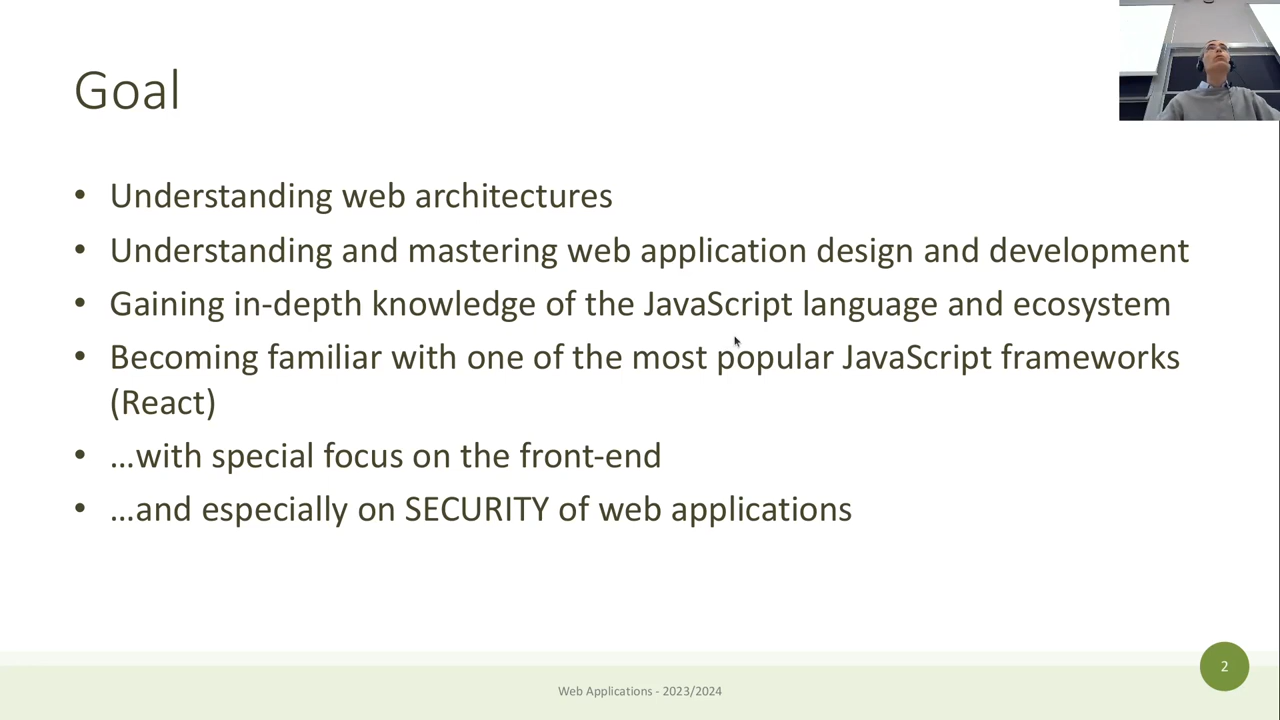 Goal
• Understanding web architectures
• Understanding and mastering web application design and development
• Gaining in-depth knowledge of the JavaScript language and ecosystem
• Becoming familiar with one of the most popular JavaScript frameworks
(React)
• …with special focus on the front-end
• …and especially on SECURITY of web applications
Web Applications - 2023/2024
2